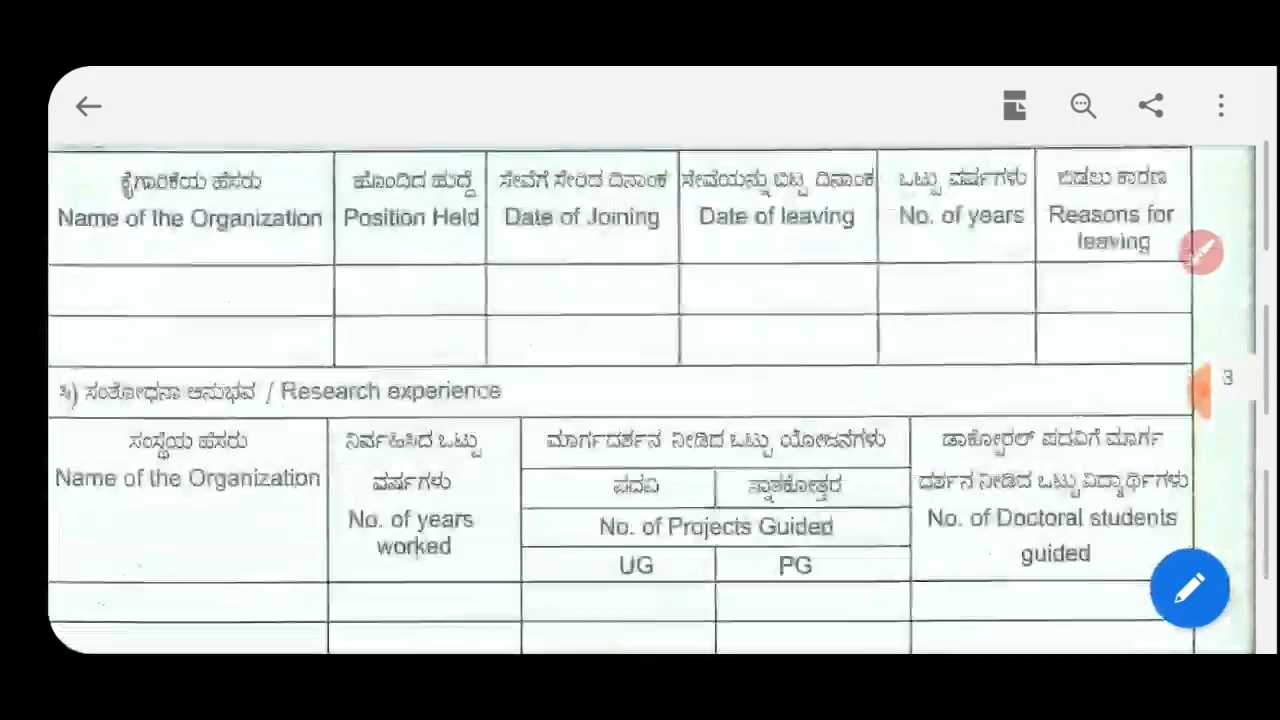 ಕೈಗಾರಿಕೆಯ ಹೆಸರು
Name of the Organization
ಹೊಂದಿದ ಹುದ್ದೆ
Position Held
ಸೇವೆಗೆ ಸೇರಿದ ದಿನಾಂಕ
Date of Joining
ಸೇವೆಯನ್ನು ಬಿಟ್ಟ ದಿನಾಂಕ
Date of leaving
ಒಟ್ಟು ವರ್ಷಗಳು
No. of years
ಬಿಡಲು ಕಾರಣ
Reasons for
leaving
3
ಸಿ) ಸಂಶೋಧನಾ ಅನುಭವ / Research experience
ಸಂಸ್ಥೆಯ ಹೆಸರು
Name of the Organization
ನಿರ್ವಹಿಸಿದ ಒಟ್ಟು
ವರ್ಷಗಳು
No. of years
worked
ಮಾರ್ಗದರ್ಶನ ನೀಡಿದ ಒಟ್ಟು ಯೋಜನೆಗಳು
ಪದವಿ
ಸ್ನಾತಕೋತ್ತರ
No. of Projects Guided
UG
PG
ಡಾಕ್ಟೋರಲ್ ಪದವಿಗೆ ಮಾರ್ಗ
ದರ್ಶನ ನೀಡಿದ ಒಟ್ಟು ವಿದ್ಯಾರ್ಥಿಗಳು
No. of Doctoral students
guided